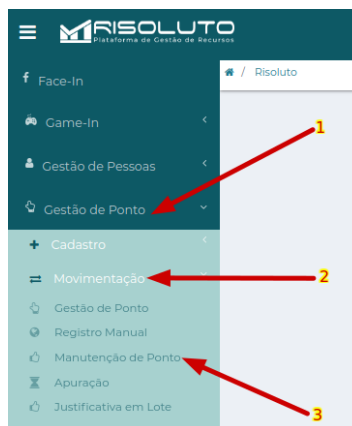 RISOLUTO
Plataforma de Gestão de Recursos
/ Risoluto
Face-In
Game-In
1
Gestão de Pessoas
Gestão de Ponto
Cadastro
Movimentação
2
Gestão de Ponto
Registro Manual
Manutenção de Ponto
Apuração
Justificativa em Lote
3